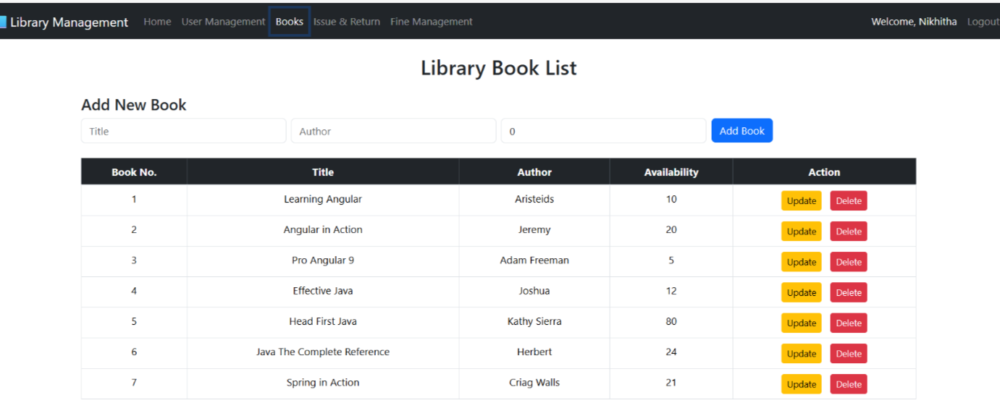 Library Management Home User Management Books Issue & Return Fine Management Welcome, Nikhitha Logout
Library Book List
Add New Book
Title Author 0 Add Book
Book No. Title Author Availability Action
1 Learning Angular Aristeids 10 Update Delete
2 Angular in Action Jeremy 20 Update Delete
3 Pro Angular 9 Adam Freeman 5 Update Delete
4 Effective Java Joshua 12 Update Delete
5 Head First Java Kathy Sierra 80 Update Delete
6 Java The Complete Reference Herbert 24 Update Delete
7 Spring in Action Criag Walls 21 Update Delete